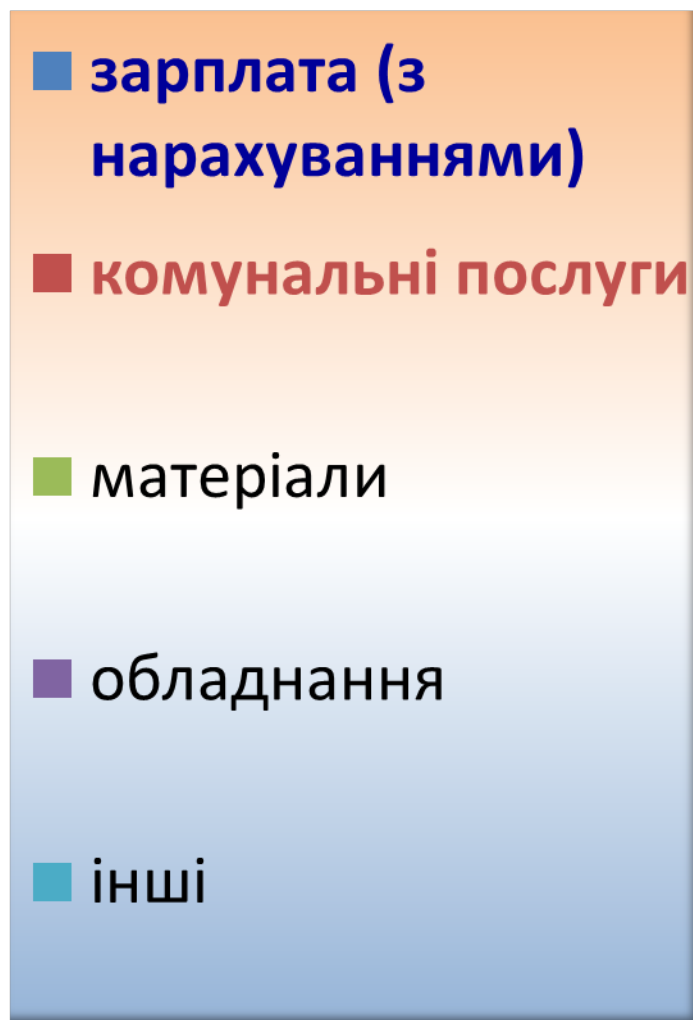 зарплата (з
нарахуваннями)
комунальні послуги
матеріали
обладнання
інші